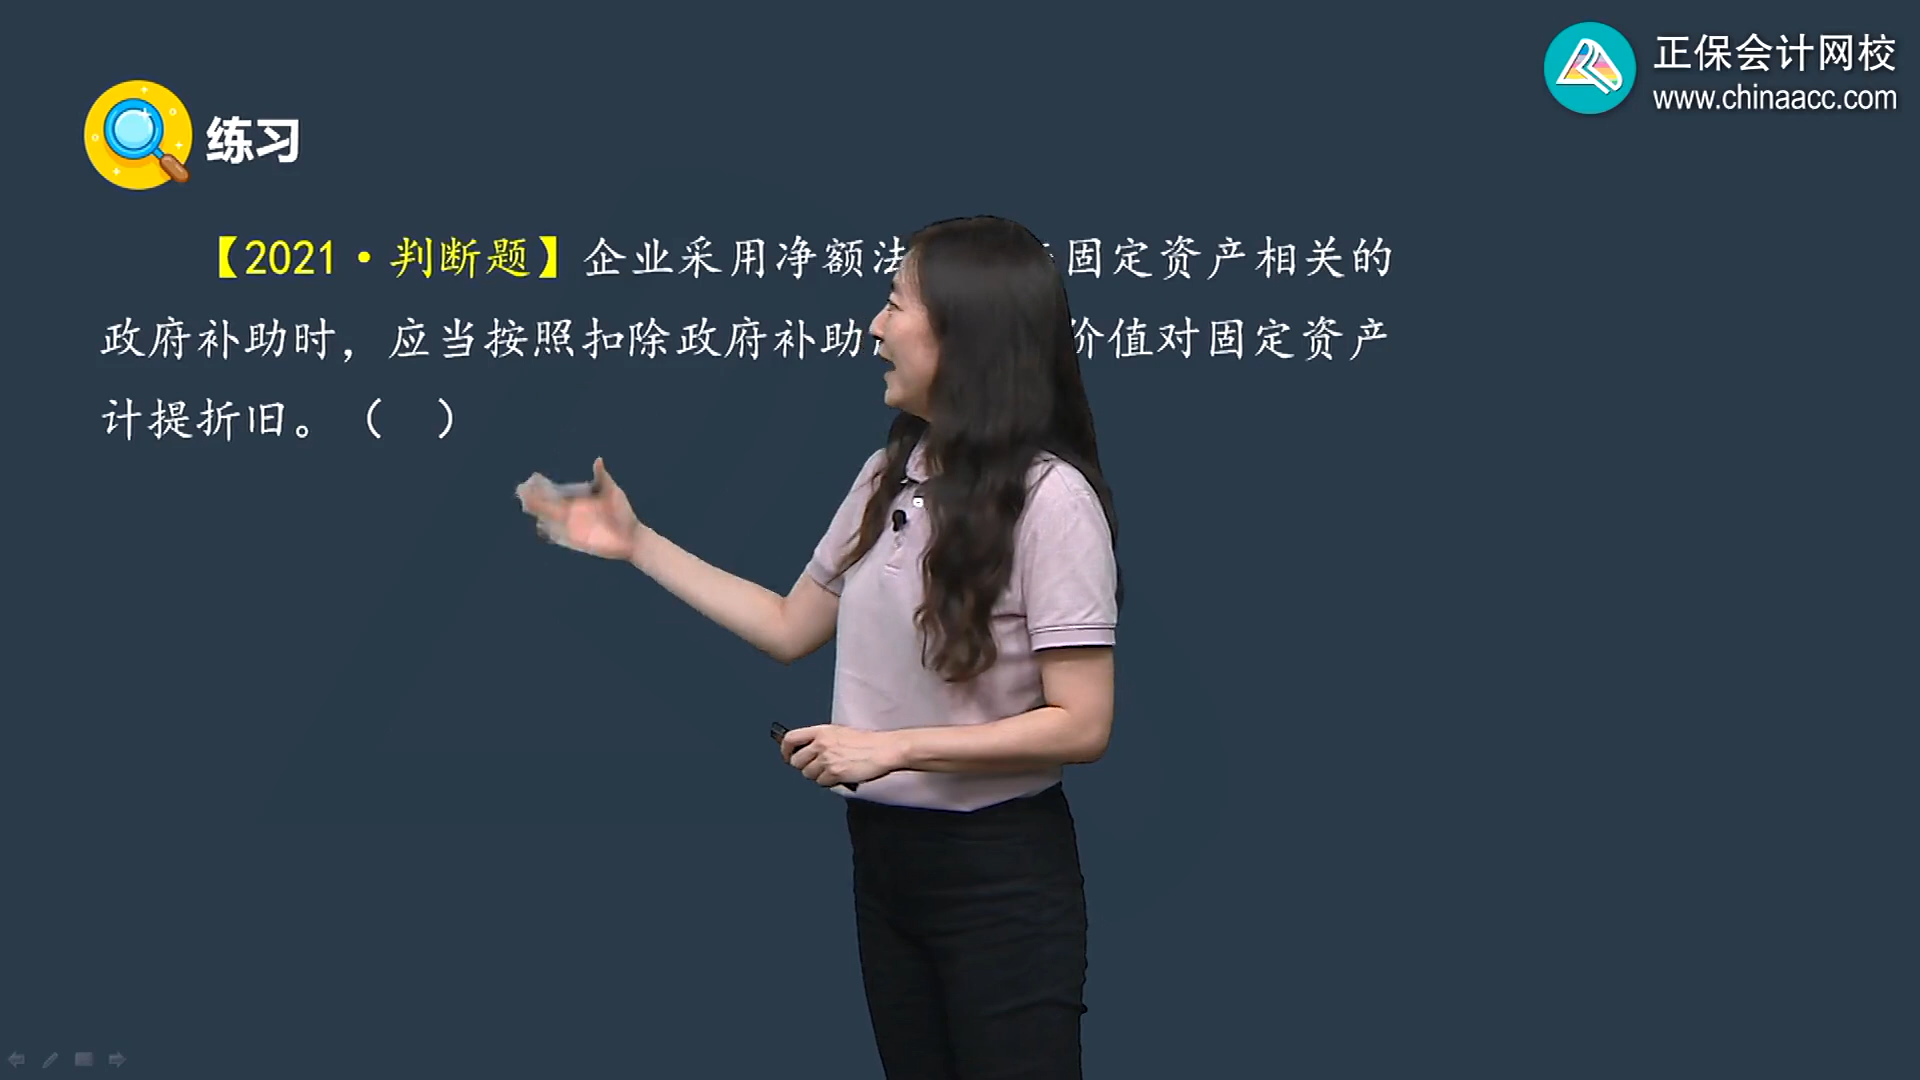 正保会计网校
www.chinaacc.com
练习
【2021·判断题】企业采用净额法 固定资产相关的
政府补助时，应当按照扣除政府补助 价值对固定资产
计提折旧。（ ）